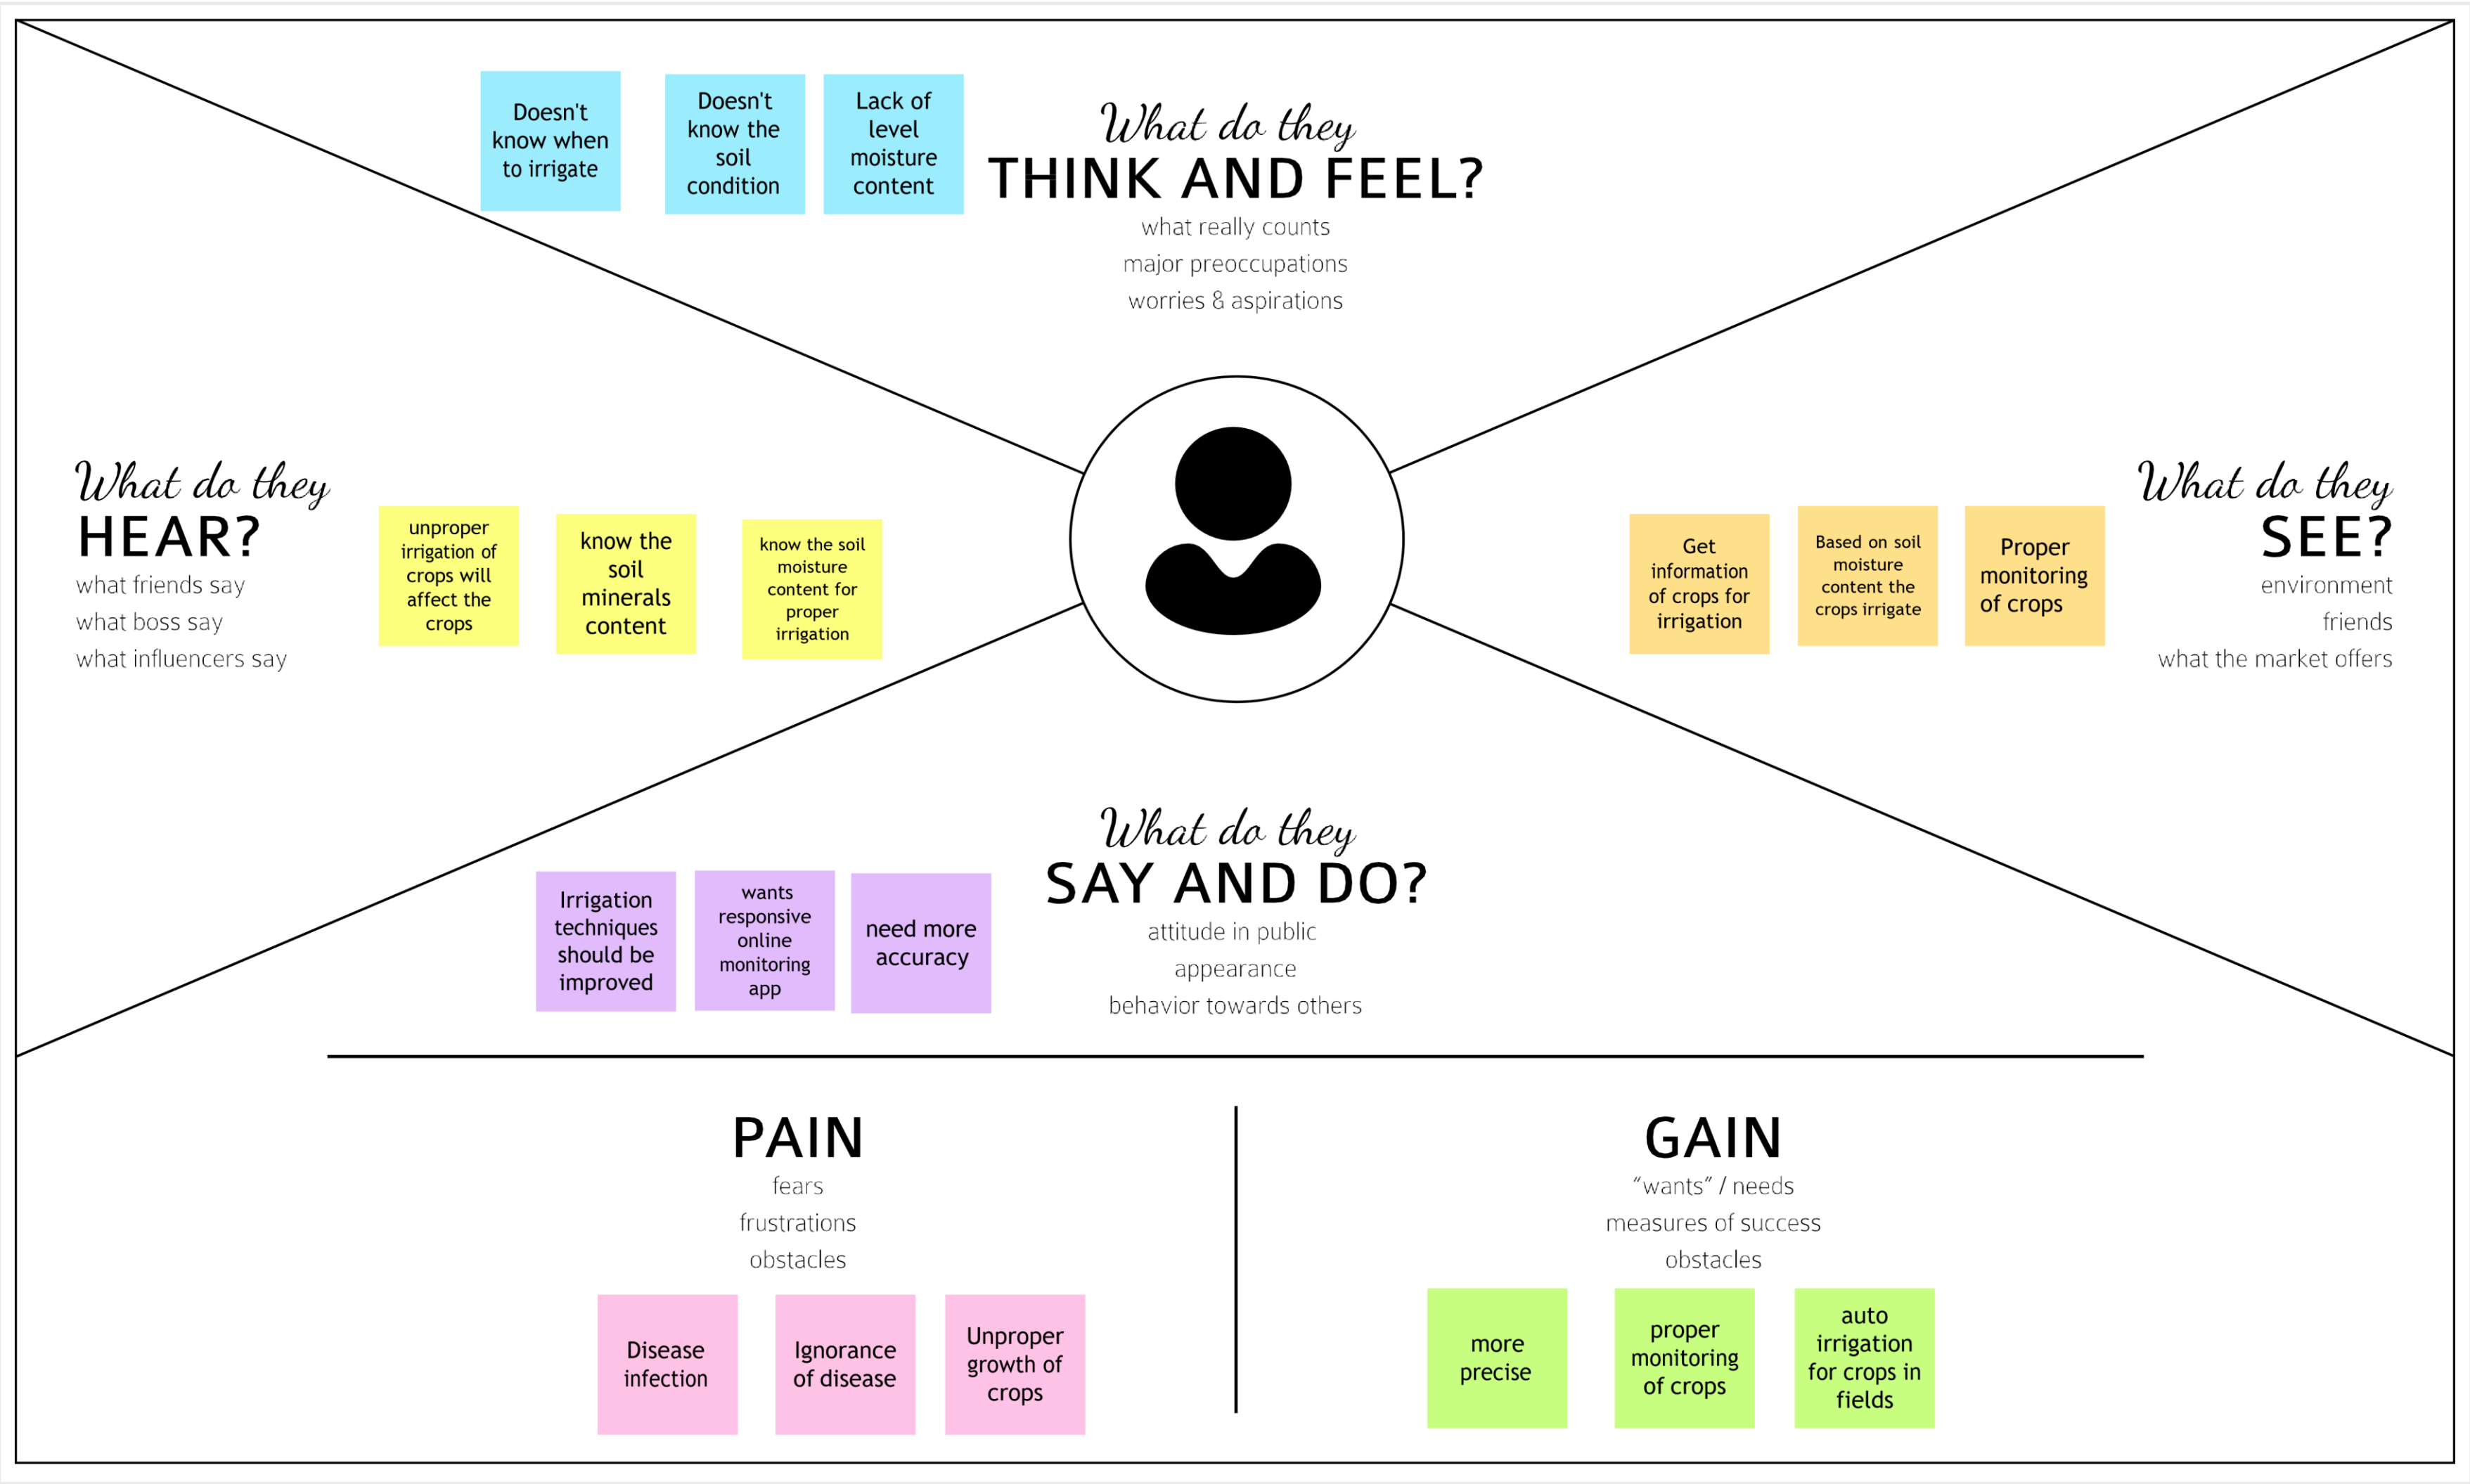 Doesn't
know when
to irrigate
Doesn't
know the
soil
condition
Lack of
level
moisture
content
What do they
THINK AND FEEL?
what really counts
major preoccupations
worries & aspirations
What do they
HEAR?
what friends say
what boss say
what influencers say
unproper
irrigation of
crops will
affect the
crops
know the
soil
minerals
content
know the soil
moisture
content for
proper
irrigation
Get
information
of crops for
irrigation
Based on soil
moisture
content the
crops irrigate
Proper
monitoring
of crops
What do they
SEE?
environment
friends
what the market offers
What do they
SAY AND DO?
attitude in public
appearance
behavior towards others
Irrigation
techniques
should be
improved
wants
responsive
online
monitoring
app
need more
accuracy
PAIN
fears
frustrations
obstacles
Disease
infection
Ignorance
of disease
Unproper
growth of
crops
GAIN
“wants” / needs
measures of success
obstacles
more
precise
proper
monitoring
of crops
auto
irrigation
for crops in
fields